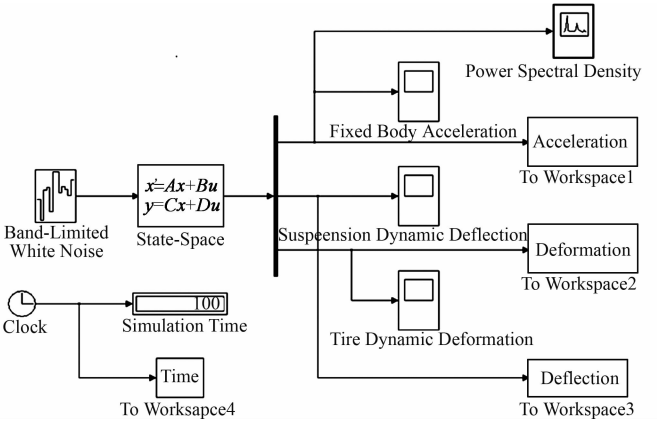 Power Spectral Density
Fixed Body Acceleration
Acceleration
To Workspace1
x'=Ax+Bu
y=Cx+Du
Band-Limited
White Noise
State-Space
Suspeension Dynamic Deflection
Deformation
To Workspace2
100
Clock
Simulation Time
Tire Dynamic Deformation
Time
To Worksapce4
Deflection
To Workspace3